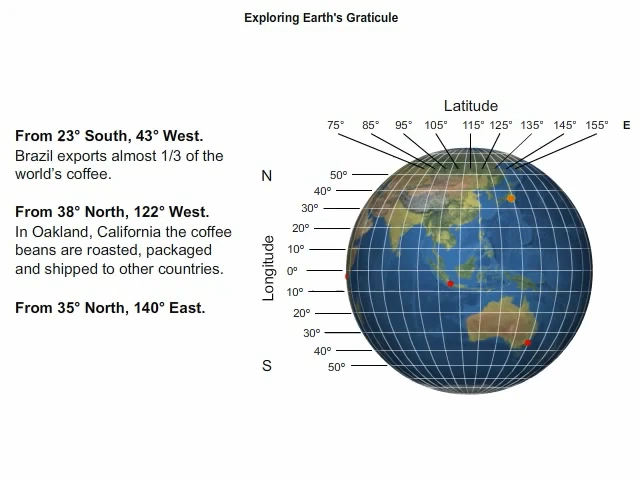 Exploring Earth's Graticule
From 23° South, 43° West.
Brazil exports almost 1/3 of the
world's coffee.
From 38° North, 122° West.
In Oakland, California the coffee
beans are roasted, packaged
and shipped to other countries.
From 35° North, 140° East.
Latitude
75° 85° 95° 105° 115° 125° 135° 145° 155° E
N
50°
40°
30°
20°
10°
0°
10°
20°
30°
40°
50°
Longitude
S